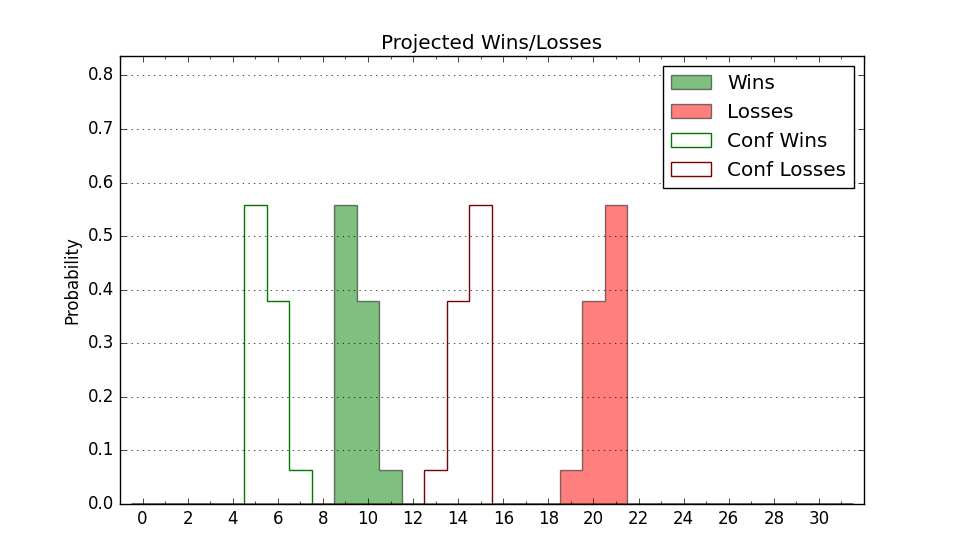 Projected Wins/Losses
Wins
Losses
Conf Wins
Conf Losses
Probability
0.8
0.7
0.6
0.5
0.4
0.3
0.2
0.1
0.0
0 2 4 6 8 10 12 14 16 18 20 22 24 26 28 30